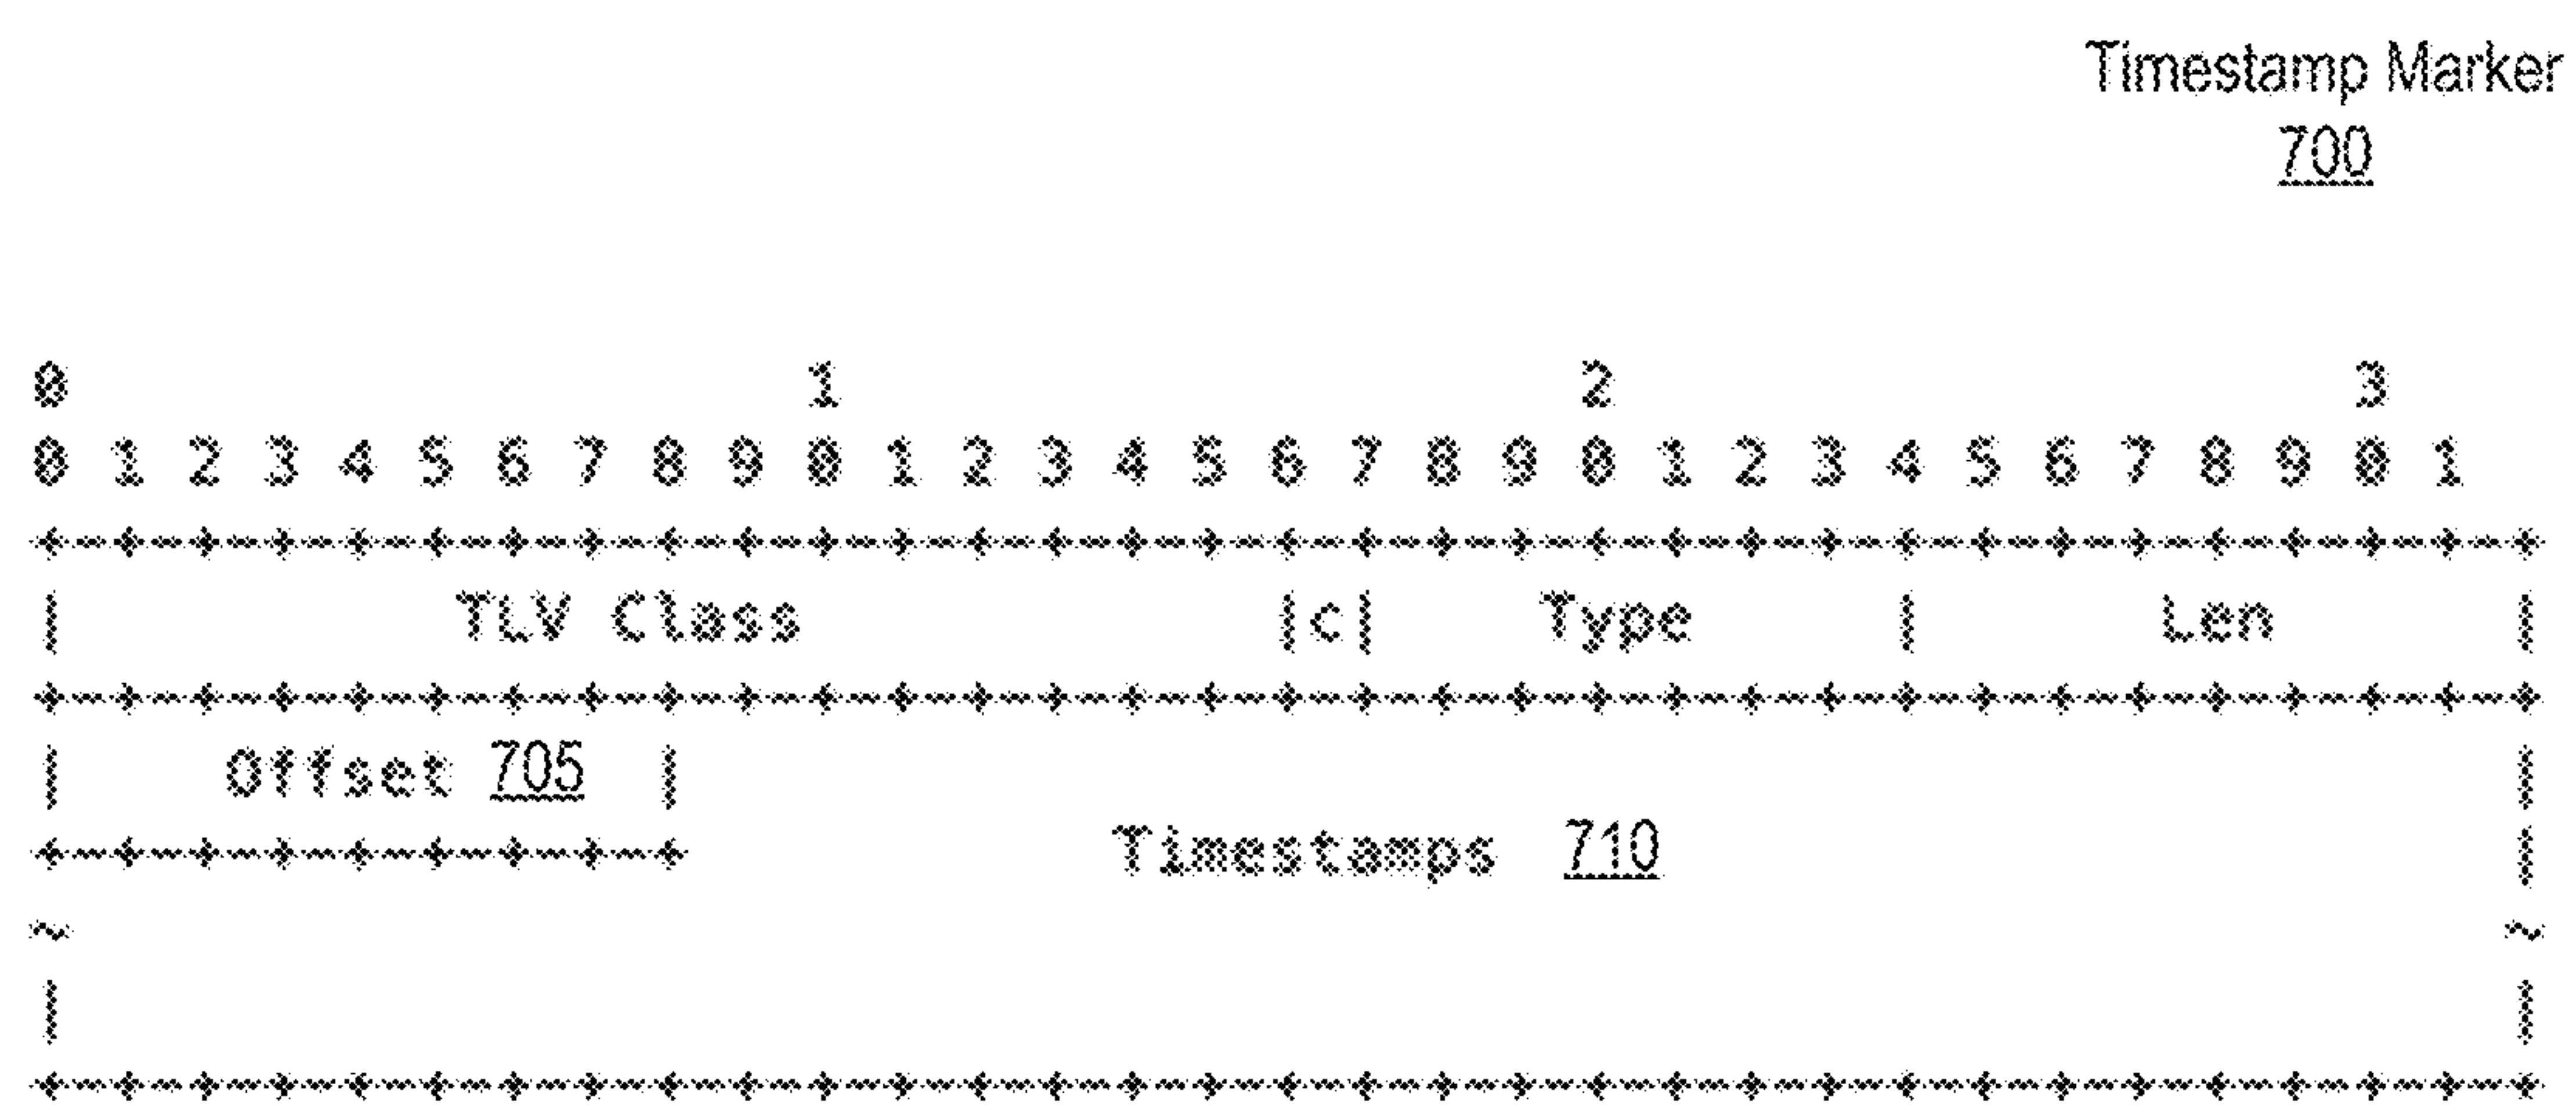 Timestamp Marker
700
0 1 2 3
0 1 2 3 4 5 6 7 8 9 0 1 2 3 4 5 6 7 8 9 0 1 2 3 4 5 6 7 8 9 0 1
+-+-+-+-+-+-+-+-+-+-+-+-+-+-+-+-+-+-+-+-+-+-+-+-+-+-+-+-+-+-+-+-+
| TLV Class |C| Type | Len |
+-+-+-+-+-+-+-+-+-+-+-+-+-+-+-+-+-+-+-+-+-+-+-+-+-+-+-+-+-+-+-+-+
| Offset 705 | |
+-+-+-+-+-+-+-+-+ Timestamps 710 |
~ ~
| |
+-+-+-+-+-+-+-+-+-+-+-+-+-+-+-+-+-+-+-+-+-+-+-+-+-+-+-+-+-+-+-+-+